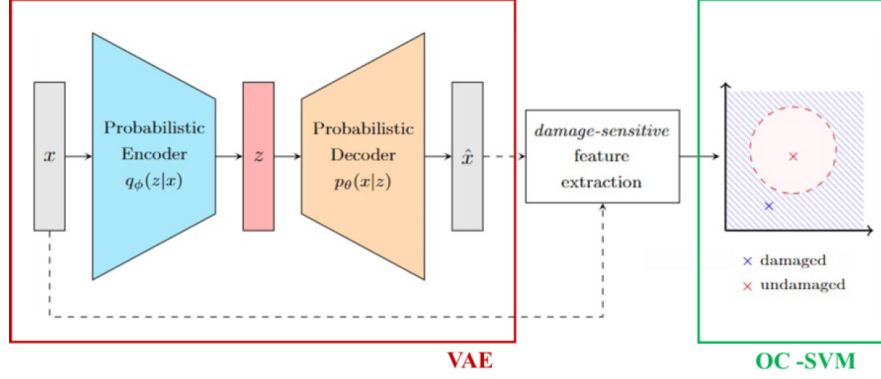 x
Probabilistic
Encoder
qϕ(z|x)
z
Probabilistic
Decoder
pθ(x|z)
x̂
damage-sensitive
feature
extraction
× damaged
× undamaged
VAE
OC -SVM